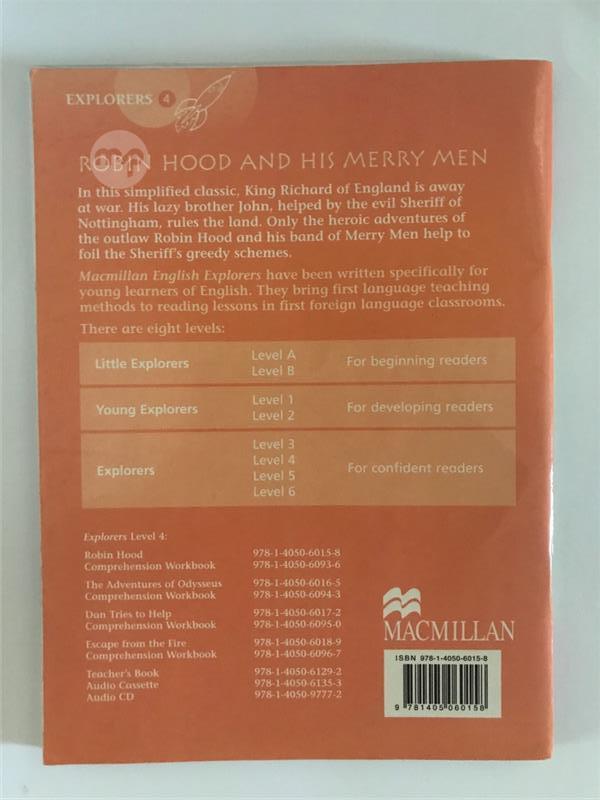 EXPLORERS 4
ROBIN HOOD AND HIS MERRY MEN
In this simplified classic, King Richard of England is away
at war. His lazy brother John, helped by the evil Sheriff of
Nottingham, rules the land. Only the heroic adventures of
the outlaw Robin Hood and his band of Merry Men help to
foil the Sheriff's greedy schemes.
Macmillan English Explorers have been written specifically for
young learners of English. They bring first language teaching
methods to reading lessons in first foreign language classrooms.
There are eight levels:
Little Explorers
Level A
Level B
For beginning readers
Young Explorers
Level 1
Level 2
For developing readers
Explorers
Level 3
Level 4
Level 5
Level 6
For confident readers
Explorers Level 4:
Robin Hood 978-1-4050-6015-8
Comprehension Workbook 978-1-4050-6093-6
The Adventures of Odysseus 978-1-4050-6016-5
Comprehension Workbook 978-1-4050-6094-3
Dan Tries to Help 978-1-4050-6017-2
Comprehension Workbook 978-1-4050-6095-0
Escape from the Fire 978-1-4050-6018-9
Comprehension Workbook 978-1-4050-6096-7
Teacher's Book 978-1-4050-6129-2
Audio Cassette 978-1-4050-6135-3
Audio CD 978-1-4050-9777-2
MACMILLAN
ISBN 978-1-4050-6015-8
9 781405 060158